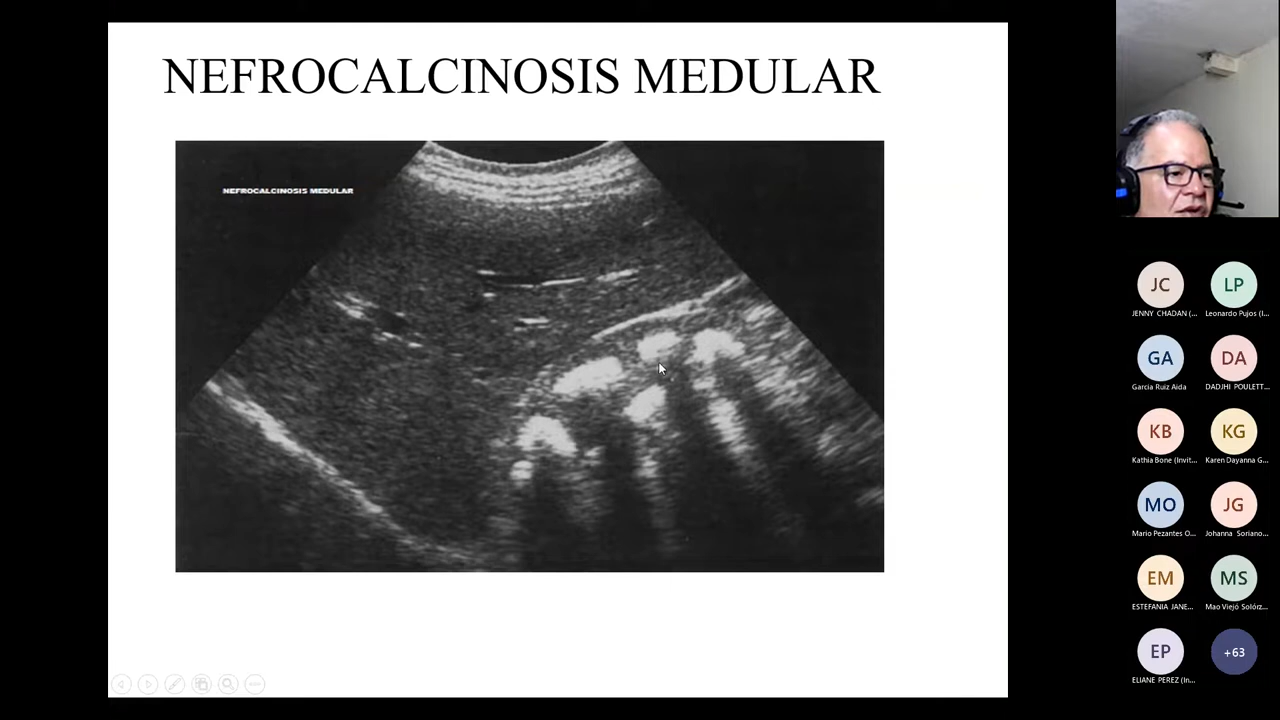 NEFROCALCINOSIS MEDULAR
NEFROCALCINOSIS MEDULAR
JC
LP
JENNY CHADAN (...
Leonardo Pujos (I...
GA
DA
Garcia Ruiz Aida
DADJHI POULETT...
KB
KG
Kathia Bone (Invit...
Karen Dayanna G...
MO
JG
Mario Pezantes O...
Johanna Soriano...
EM
MS
ESTEFANIA JANE...
Mao Viejó Solórz...
EP
+63
ELIANE PEREZ (In...